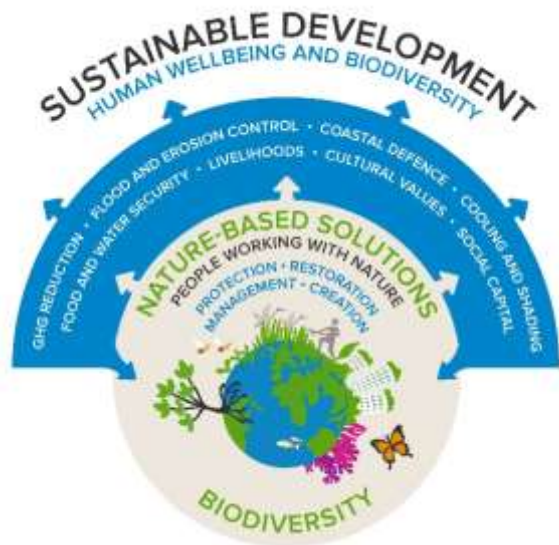 SUSTAINABLE DEVELOPMENT
HUMAN WELLBEING AND BIODIVERSITY
GHG REDUCTION • FLOOD AND EROSION CONTROL • COASTAL DEFENCE • COOLING AND SHADING
FOOD AND WATER SECURITY • LIVELIHOODS • CULTURAL VALUES • SOCIAL CAPITAL
NATURE-BASED SOLUTIONS
PEOPLE WORKING WITH NATURE
PROTECTION • RESTORATION
MANAGEMENT • CREATION
BIODIVERSITY